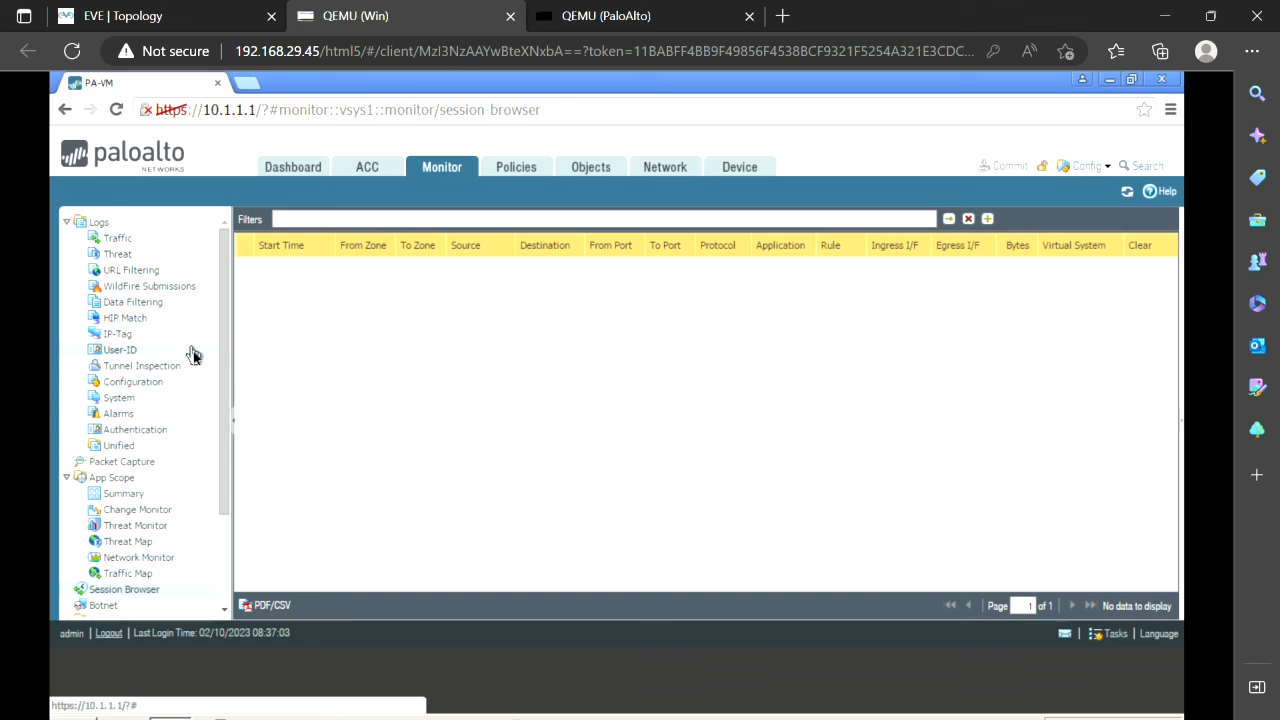 EVE | Topology
QEMU (Win)
QEMU (PaloAlto)
Not secure
192.168.29.45/html5/#/client/MzI3NzAAYwBteXNxbA==?token=11BABFF4BB9F49856F4538BCF9321F5254A321E3CDC...
PA-VM
https://10.1.1.1/?#monitor::vsys1::monitor/session-browser
paloalto
NETWORKS
Dashboard
ACC
Monitor
Policies
Objects
Network
Device
Commit
Config
Search
Help
Logs
Traffic
Threat
URL Filtering
WildFire Submissions
Data Filtering
HIP Match
IP-Tag
User-ID
Tunnel Inspection
Configuration
System
Alarms
Authentication
Unified
Packet Capture
App Scope
Summary
Change Monitor
Threat Monitor
Threat Map
Network Monitor
Traffic Map
Session Browser
Botnet
Filters
Start Time From Zone To Zone Source Destination From Port To Port Protocol Application Rule Ingress I/F Egress I/F Bytes Virtual System Clear
PDF/CSV
Page 1 of 1
No data to display
admin | Logout | Last Login Time: 02/10/2023 08:37:03
Tasks | Language
https://10.1.1.1/?#